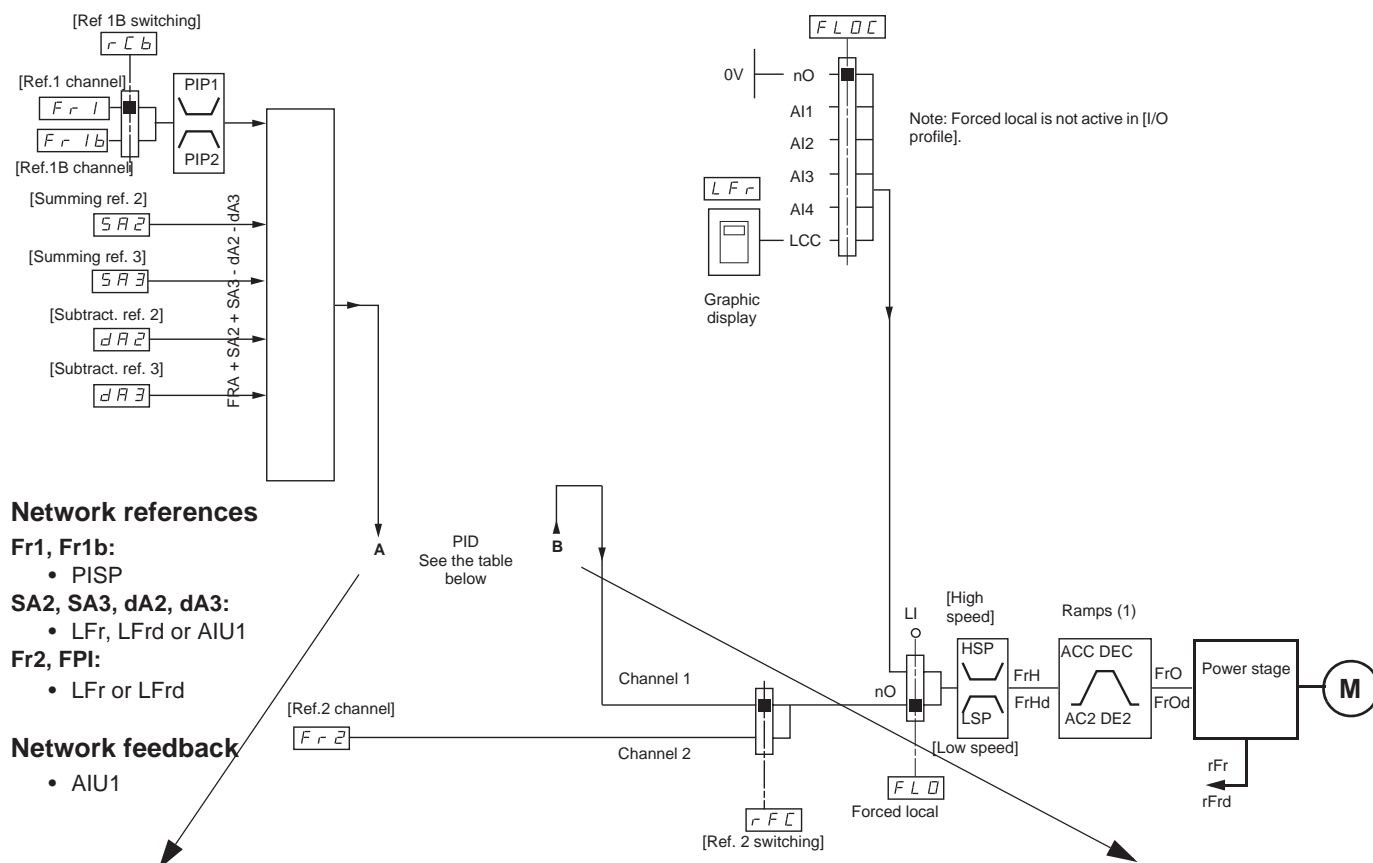 [Ref 1B switching]
rCb
[Ref.1 channel]
Fr1
Fr1b
[Ref.1B channel]
PIP1
PIP2
[Summing ref. 2]
SA2
[Summing ref. 3]
SA3
[Subtract. ref. 2]
dA2
[Subtract. ref. 3]
dA3
FRA + SA2 + SA3 - dA2 - dA3
FLOC
0V
nO
AI1
AI2
AI3
AI4
LCC
LFr
Graphic
display
Note: Forced local is not active in [I/O
profile].
Network references
Fr1, Fr1b:
• PISP
SA2, SA3, dA2, dA3:
• LFr, LFrd or AIU1
Fr2, FPI:
• LFr or LFrd
Network feedback
• AIU1
A
PID
See the table
below
B
Channel 1
[Ref.2 channel]
Fr2
Channel 2
rFC
[Ref. 2 switching]
nO
LI
FLO
Forced local
[High
speed]
HSP
LSP
[Low speed]
FrH
FrHd
Ramps (1)
ACC DEC
AC2 DE2
FrO
FrOd
Power stage
M
rFr
rFrd